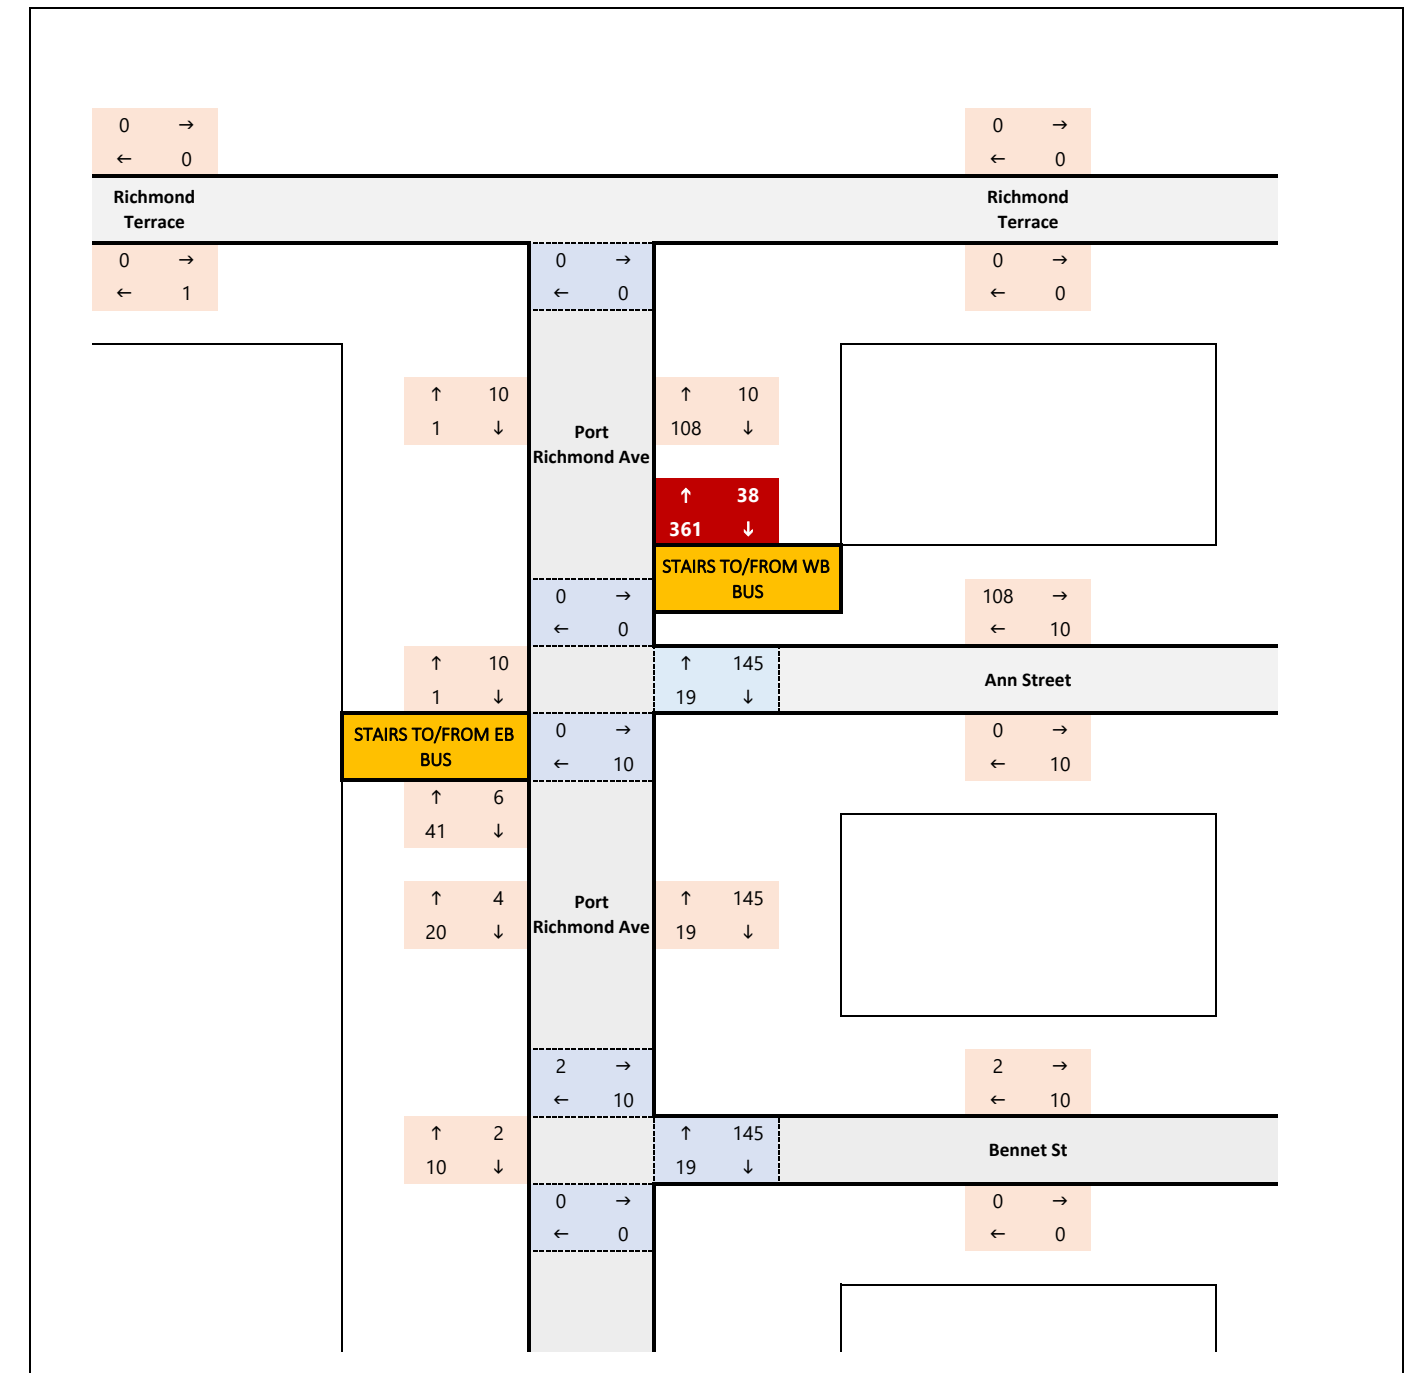 0 → 0 →
← 0 ← 0
Richmond Richmond
Terrace Terrace
0 → 0 → 0 →
← 1 ← 0 ← 0
↑ 10 ↑ 10
1 ↓ 108 ↓
Port
Richmond Ave
↑ 38
361 ↓
STAIRS TO/FROM WB
BUS
0 → 108 →
← 0 ← 10
↑ 10 ↑ 145
1 ↓ 19 ↓
Ann Street
STAIRS TO/FROM EB
BUS
0 → 0 →
← 10 ← 10
↑ 6
41 ↓
↑ 4 ↑ 145
20 ↓ 19 ↓
Port
Richmond Ave
2 → 2 →
← 10 ← 10
↑ 2 ↑ 145
10 ↓ 19 ↓
Bennet St
0 → 0 →
← 0 ← 0